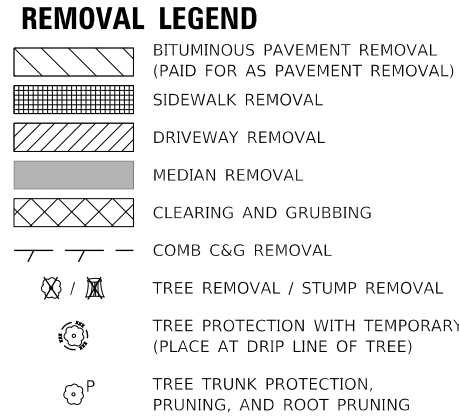 REMOVAL LEGEND
BITUMINOUS PAVEMENT REMOVAL
(PAID FOR AS PAVEMENT REMOVAL)
SIDEWALK REMOVAL
DRIVEWAY REMOVAL
MEDIAN REMOVAL
CLEARING AND GRUBBING
COMB C&G REMOVAL
/ TREE REMOVAL / STUMP REMOVAL
TREE PROTECTION WITH TEMPORARY
(PLACE AT DRIP LINE OF TREE)
P TREE TRUNK PROTECTION,
PRUNING, AND ROOT PRUNING